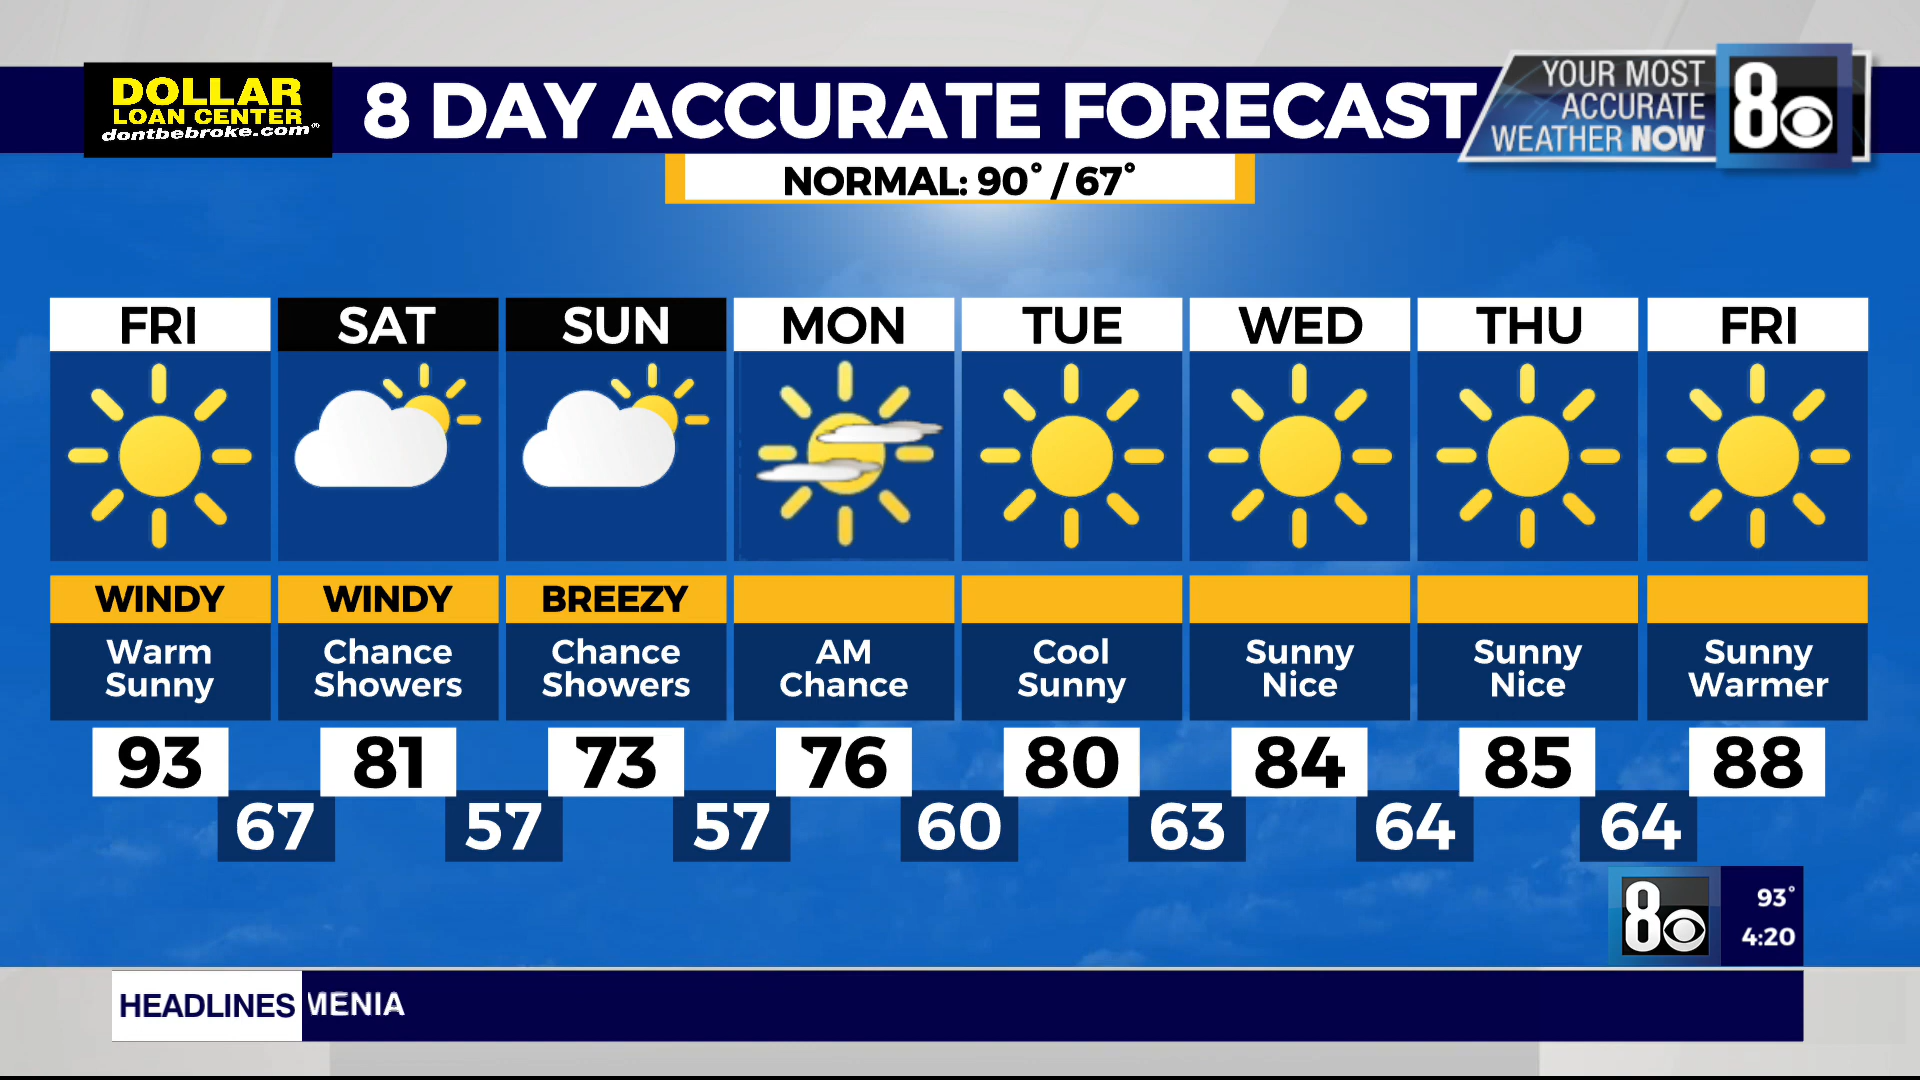 DOLLAR
LOAN CENTER
dontbebroke.com®
8 DAY ACCURATE FORECAST
YOUR MOST
ACCURATE
WEATHER NOW
8
NORMAL: 90° / 67°
FRI SAT SUN MON TUE WED THU FRI
WINDY WINDY BREEZY
Warm Chance Chance AM Cool Sunny Sunny Sunny
Sunny Showers Showers Chance Sunny Nice Nice Warmer
93 81 73 76 80 84 85 88
67 57 57 60 63 64 64
8
93°
4:20
HEADLINES MENIA